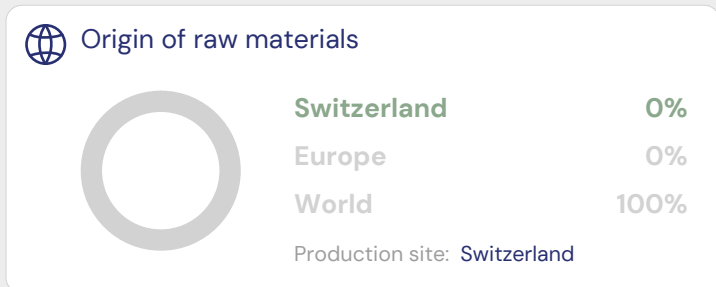 Origin of raw materials
Switzerland 0%
Europe 0%
World 100%
Production site: Switzerland